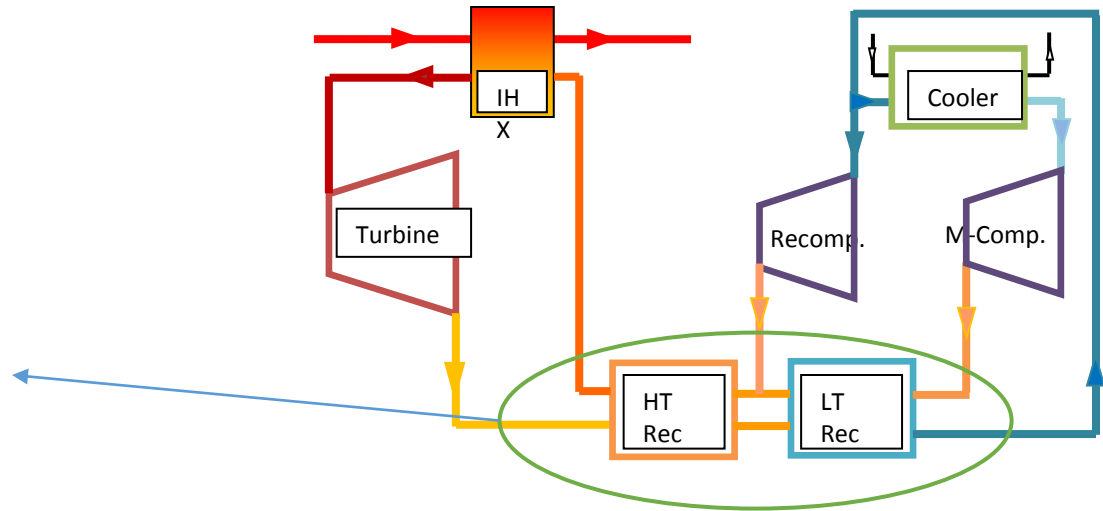 IH
X
Cooler
Turbine
Recomp.
M-Comp.
HT
Rec
LT
Rec